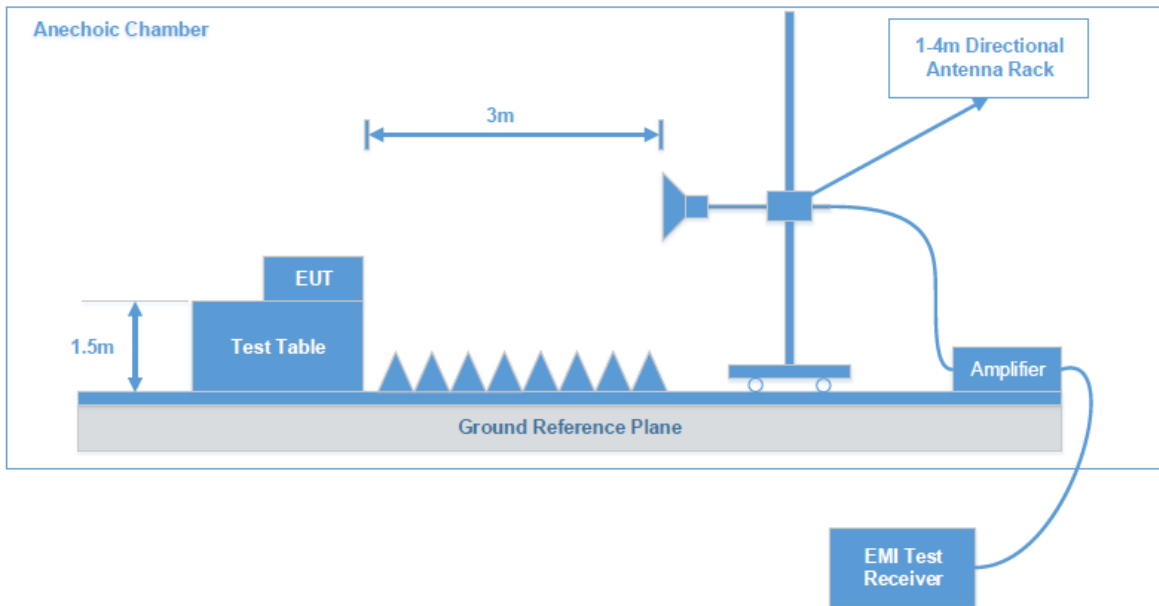 Anechoic Chamber
1-4m Directional
Antenna Rack
3m
EUT
1.5m
Test Table
Amplifier
Ground Reference Plane
EMI Test
Receiver